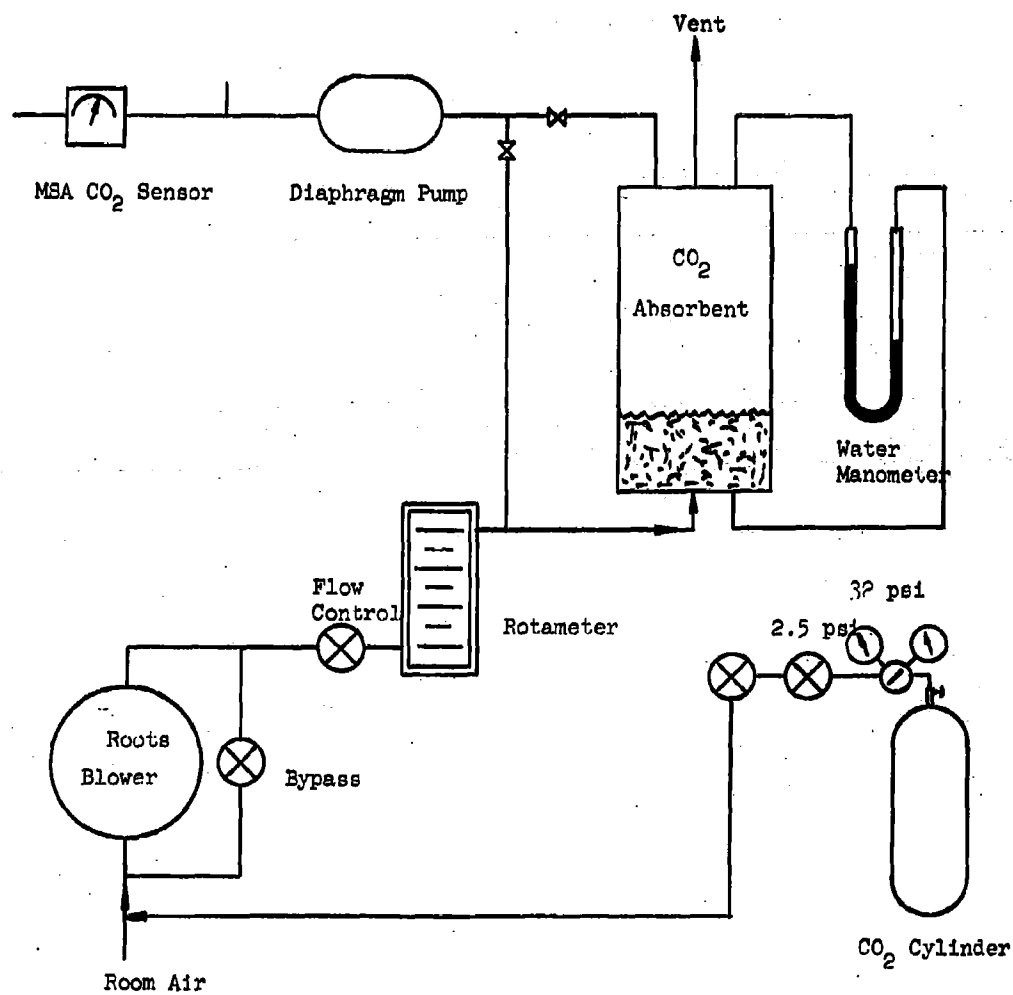 Vent
MSA CO2 Sensor
Diaphragm Pump
CO2
Absorbent
Water
Manometer
Flow
Control
Rotameter
psi
2.5 psi
Roots
Blower
Bypass
CO2 Cylinder
Room Air